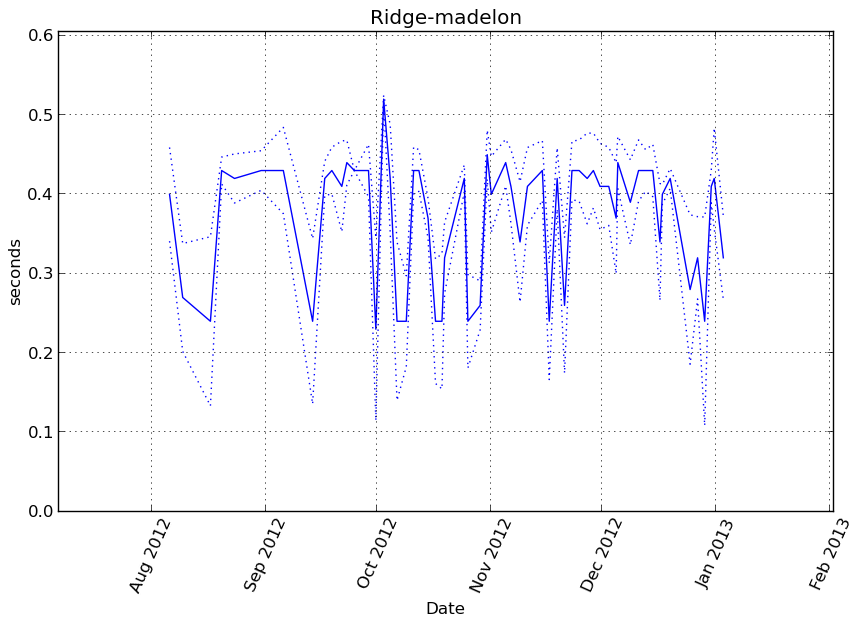 Ridge-madelon
0.6
0.5
0.4
0.3
0.2
0.1
0.0
seconds
Aug 2012
Sep 2012
Oct 2012
Nov 2012
Dec 2012
Jan 2013
Feb 2013
Date